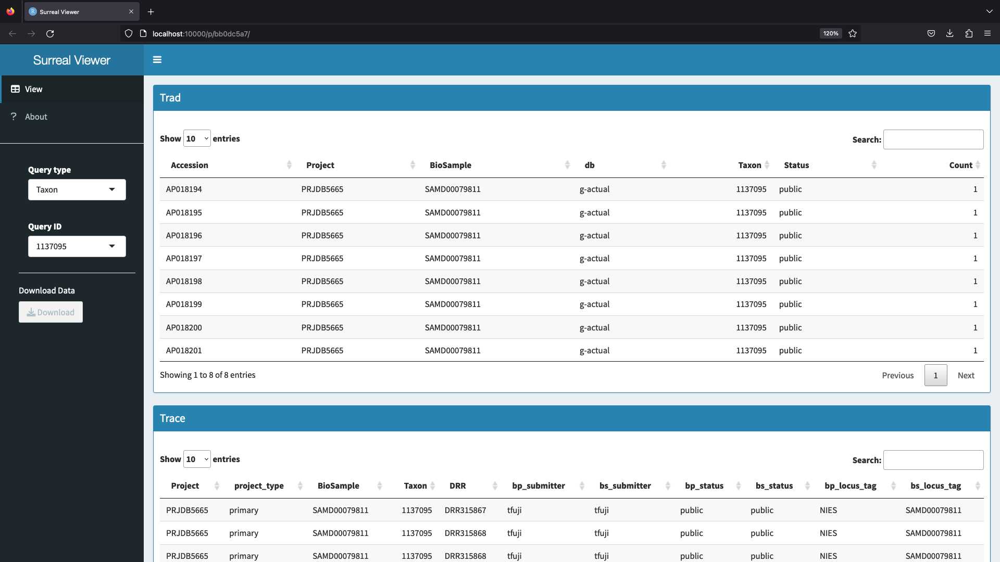 Surreal Viewer
localhost:10000/p/bb0dc5a7/
120%
Surreal Viewer
View
? About
Query type
Taxon
Query ID
1137095
Download Data
Download
Trad
Show 10 entries
Search:
Accession Project BioSample db Taxon Status Count
AP018194 PRJDB5665 SAMD00079811 g-actual 1137095 public 1
AP018195 PRJDB5665 SAMD00079811 g-actual 1137095 public 1
AP018196 PRJDB5665 SAMD00079811 g-actual 1137095 public 1
AP018197 PRJDB5665 SAMD00079811 g-actual 1137095 public 1
AP018198 PRJDB5665 SAMD00079811 g-actual 1137095 public 1
AP018199 PRJDB5665 SAMD00079811 g-actual 1137095 public 1
AP018200 PRJDB5665 SAMD00079811 g-actual 1137095 public 1
AP018201 PRJDB5665 SAMD00079811 g-actual 1137095 public 1
Showing 1 to 8 of 8 entries
Previous 1 Next
Trace
Show 10 entries
Search:
Project project_type BioSample Taxon DRR bp_submitter bs_submitter bp_status bs_status bp_locus_tag bs_locus_tag
PRJDB5665 primary SAMD00079811 1137095 DRR315867 tfuji tfuji public public NIES SAMD00079811
PRJDB5665 primary SAMD00079811 1137095 DRR315868 tfuji tfuji public public NIES SAMD00079811
PRJDB5665 primary SAMD00079811 1137095 DRR315868 tfuji tfuji public public NIES SAMD00079811